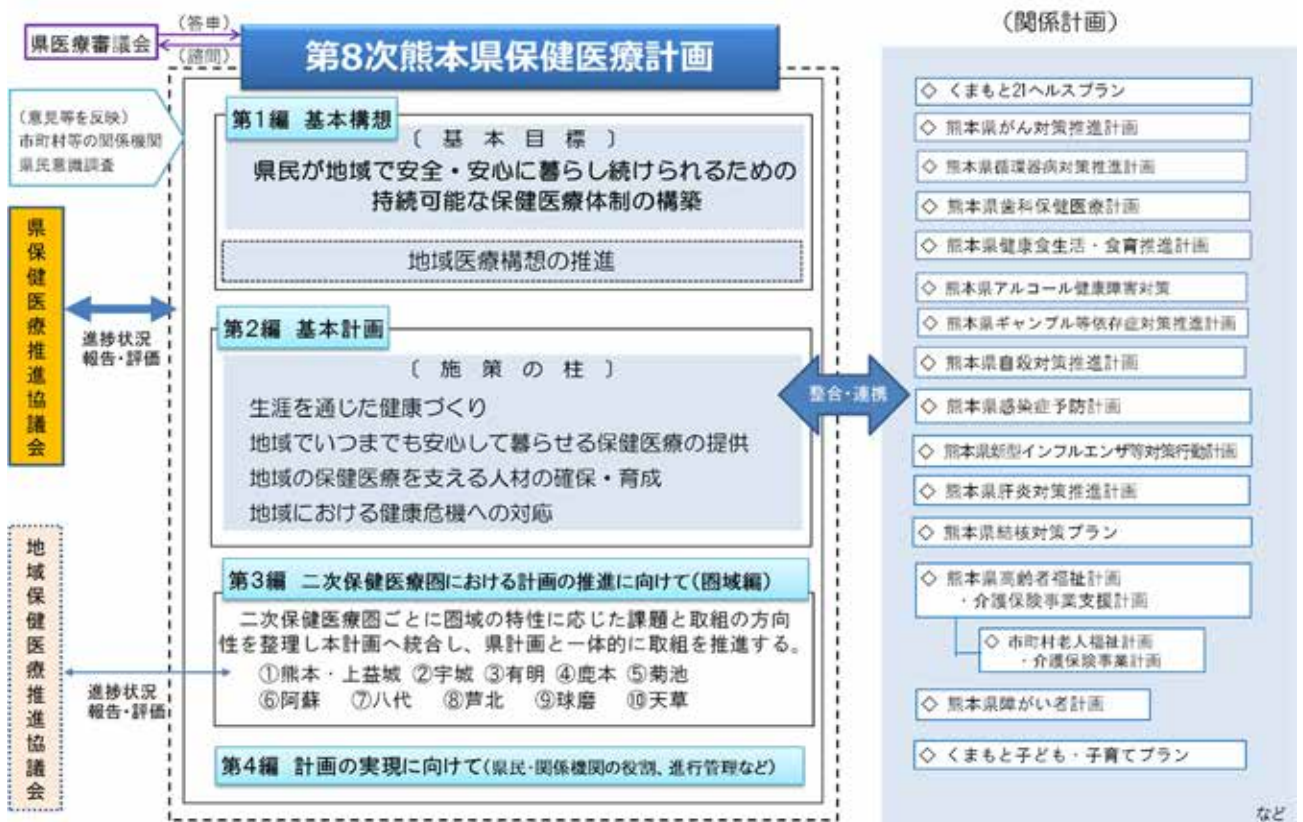 県医療審議会
(答申)
(諮問)
第8次熊本県保健医療計画
(意見等を反映)
市町村等の関係機関
県民意識調査
県保健医療推進協議会
進捗状況
報告・評価
地域保健医療推進協議会
進捗状況
報告・評価
第1編 基本構想
〔 基 本 目 標 〕
県民が地域で安全・安心に暮らし続けられるための
持続可能な保健医療体制の構築
地域医療構想の推進
第2編 基本計画
〔 施 策 の 柱 〕
生涯を通じた健康づくり
地域でいつまでも安心して暮らせる保健医療の提供
地域の保健医療を支える人材の確保・育成
地域における健康危機への対応
第3編 二次保健医療圏における計画の推進に向けて(圏域編)
二次保健医療圏ごとに圏域の特性に応じた課題と取組の方向
性を整理し本計画へ統合し、県計画と一体的に取組を推進する。
①熊本・上益城 ②宇城 ③有明 ④鹿本 ⑤菊池
⑥阿蘇 ⑦八代 ⑧芦北 ⑨球磨 ⑩天草
第4編 計画の実現に向けて(県民・関係機関の役割、進行管理など)
整合・連携
(関係計画)
◇ くまもと21ヘルスプラン
◇ 熊本県がん対策推進計画
◇ 熊本県循環器病対策推進計画
◇ 熊本県歯科保健医療計画
◇ 熊本県健康食生活・食育推進計画
◇ 熊本県アルコール健康障害対策
◇ 熊本県ギャンブル等依存症対策推進計画
◇ 熊本県自殺対策推進計画
◇ 熊本県感染症予防計画
◇ 熊本県新型インフルエンザ等対策行動計画
◇ 熊本県肝炎対策推進計画
◇ 熊本県結核対策プラン
◇ 熊本県高齢者福祉計画
・介護保険事業支援計画
◇ 市町村老人福祉計画
・介護保険事業計画
◇ 熊本県障がい者計画
◇ くまもと子ども・子育てプラン
など